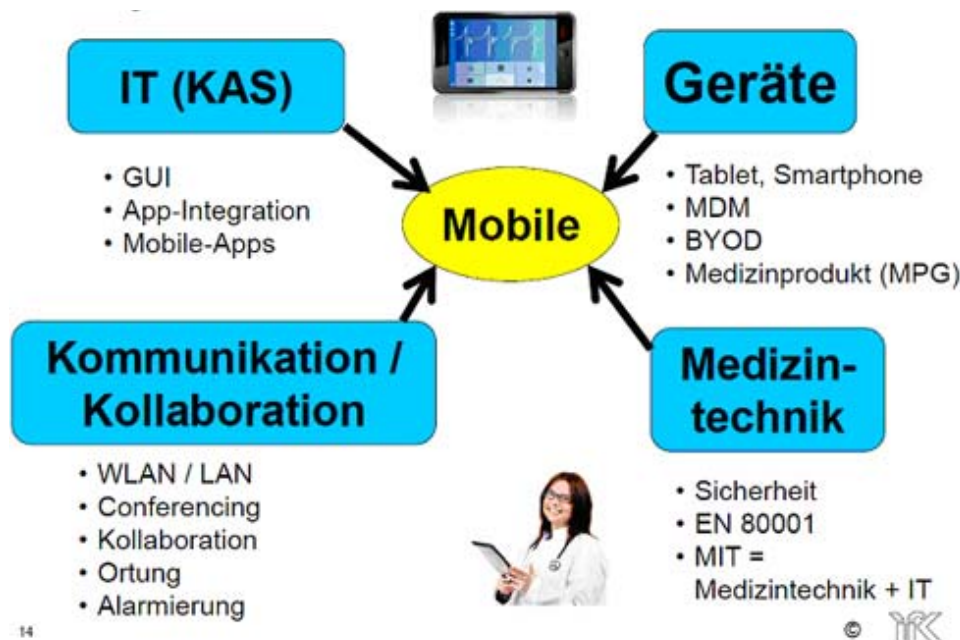 IT (KAS)
• GUI
• App-Integration
• Mobile-Apps
Geräte
• Tablet, Smartphone
• MDM
• BYOD
• Medizinprodukt (MPG)
Mobile
Kommunikation /
Kollaboration
• WLAN / LAN
• Conferencing
• Kollaboration
• Ortung
• Alarmierung
Medizin-
technik
• Sicherheit
• EN 80001
• MIT =
Medizintechnik + IT
14
©